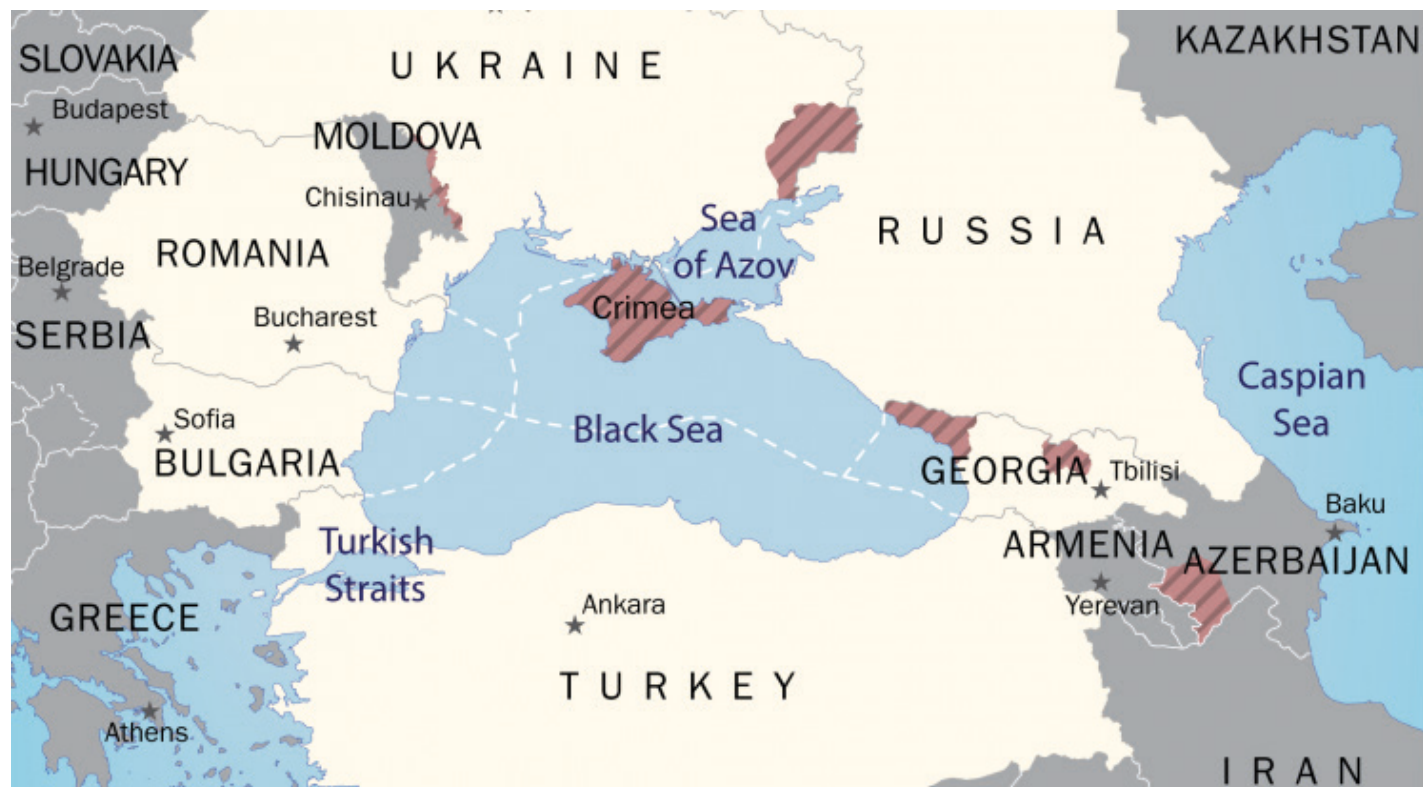 KAZAKHSTAN
SLOVAKIA
UKRAINE
Budapest
MOLDOVA
HUNGARY
Chisinau
Sea
of Azov
RUSSIA
ROMANIA
Belgrade
Crimea
Bucharest
SERBIA
Caspian
Sea
Sofia
Black Sea
BULGARIA
GEORGIA
Tbilisi
Baku
Turkish
Straits
ARMENIA
AZERBAIJAN
Ankara
Yerevan
GREECE
TURKEY
Athens
IRAN